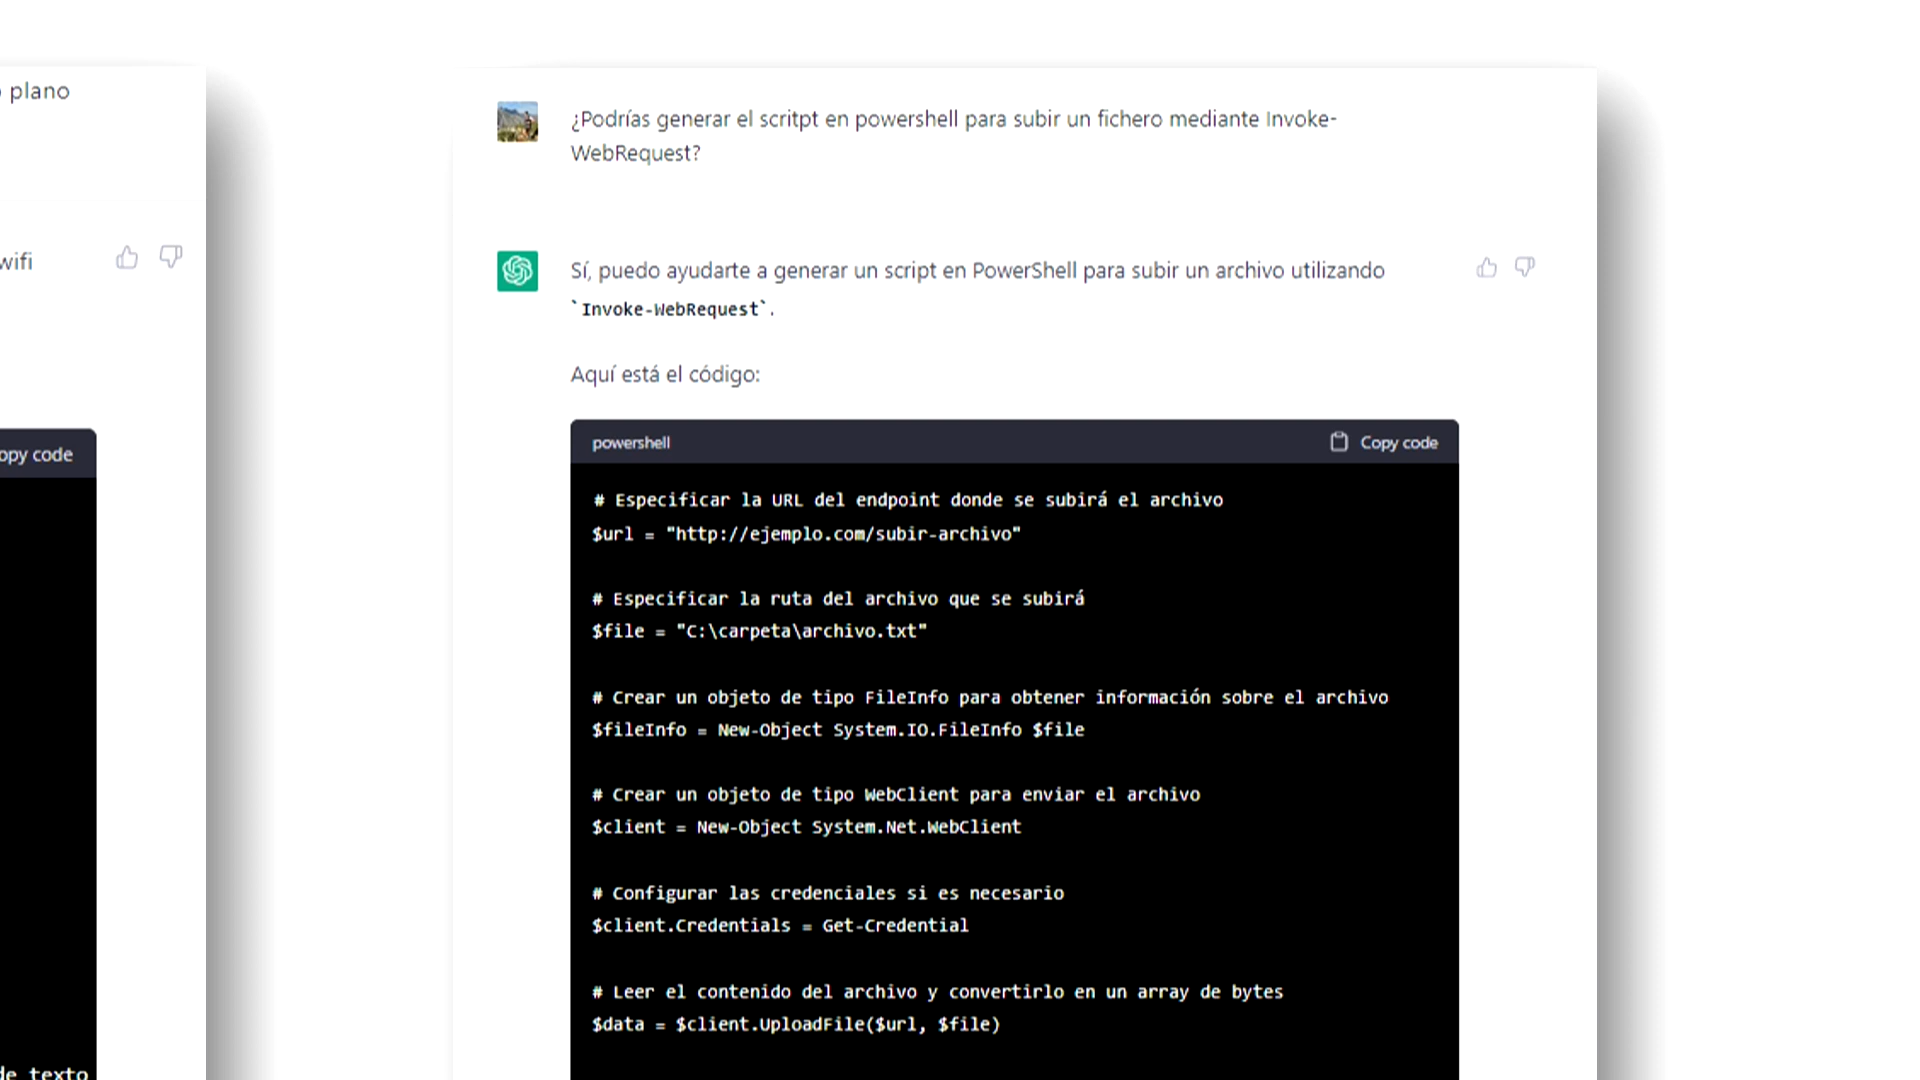 plano
wifi
opy code
de texto
¿Podrías generar el scritpt en powershell para subir un fichero mediante Invoke-
WebRequest?
Sí, puedo ayudarte a generar un script en PowerShell para subir un archivo utilizando
`Invoke-WebRequest`.
Aquí está el código:
powershell
Copy code
# Especificar la URL del endpoint donde se subirá el archivo
$url = "http://ejemplo.com/subir-archivo"
# Especificar la ruta del archivo que se subirá
$file = "C:\carpeta\archivo.txt"
# Crear un objeto de tipo FileInfo para obtener información sobre el archivo
$fileInfo = New-Object System.IO.FileInfo $file
# Crear un objeto de tipo WebClient para enviar el archivo
$client = New-Object System.Net.WebClient
# Configurar las credenciales si es necesario
$client.Credentials = Get-Credential
# Leer el contenido del archivo y convertirlo en un array de bytes
$data = $client.UploadFile($url, $file)